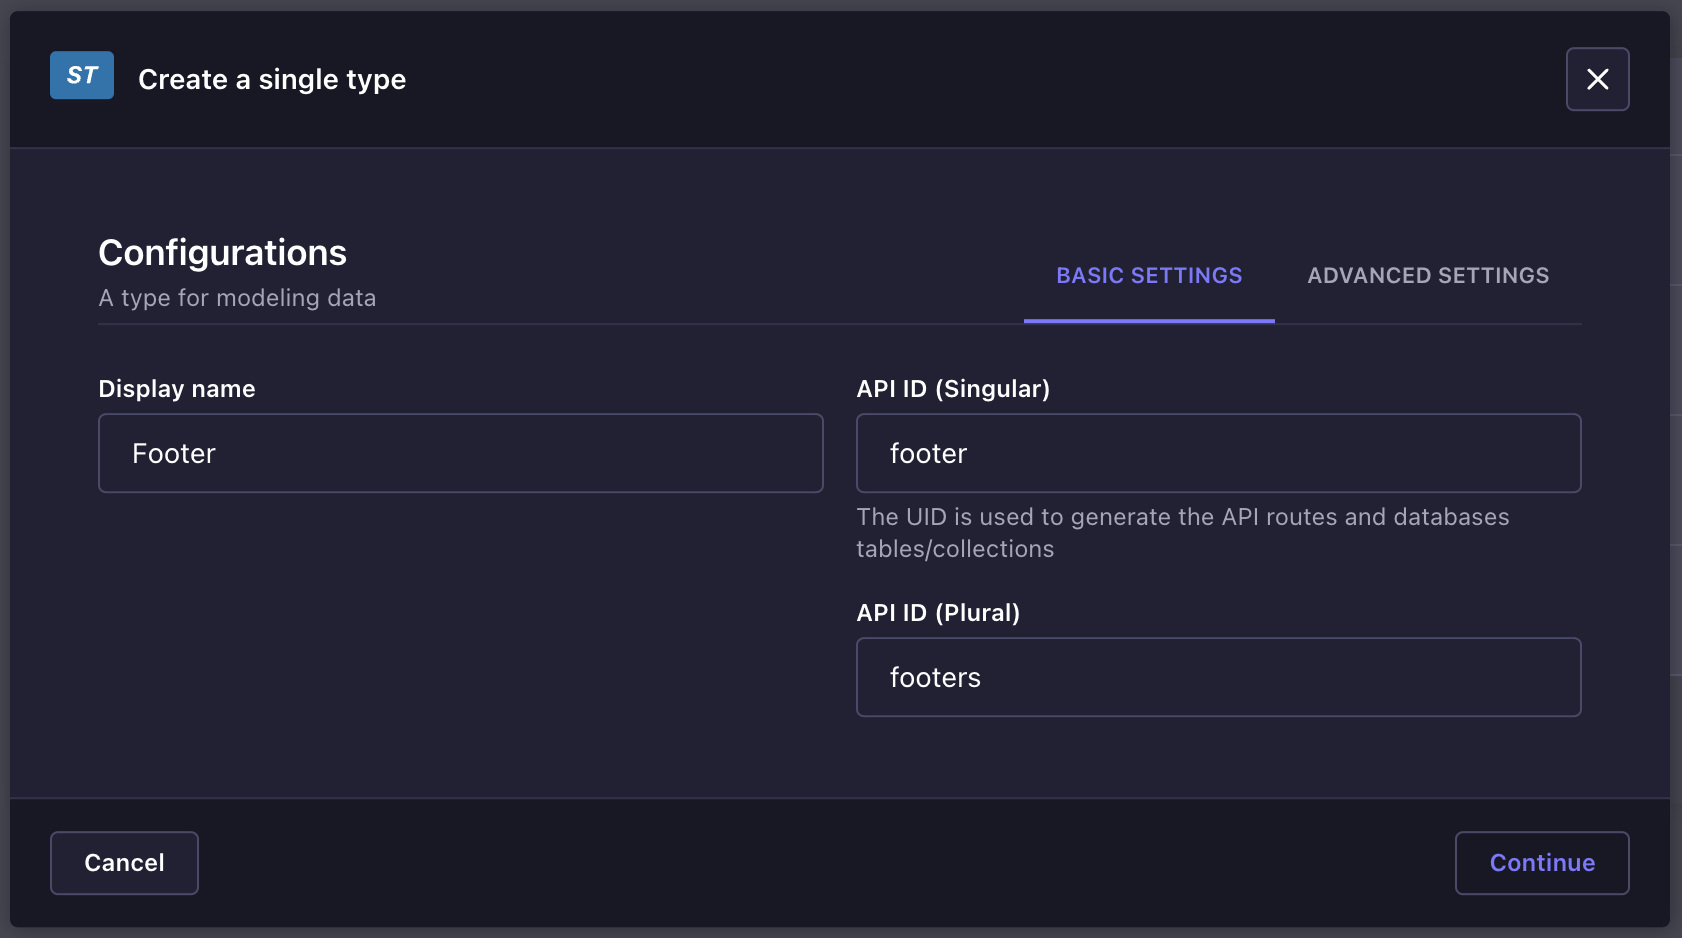 ST
Create a single type
Configurations
A type for modeling data
BASIC SETTINGS
ADVANCED SETTINGS
Display name
Footer
API ID (Singular)
footer
The UID is used to generate the API routes and databases
tables/collections
API ID (Plural)
footers
Cancel
Continue